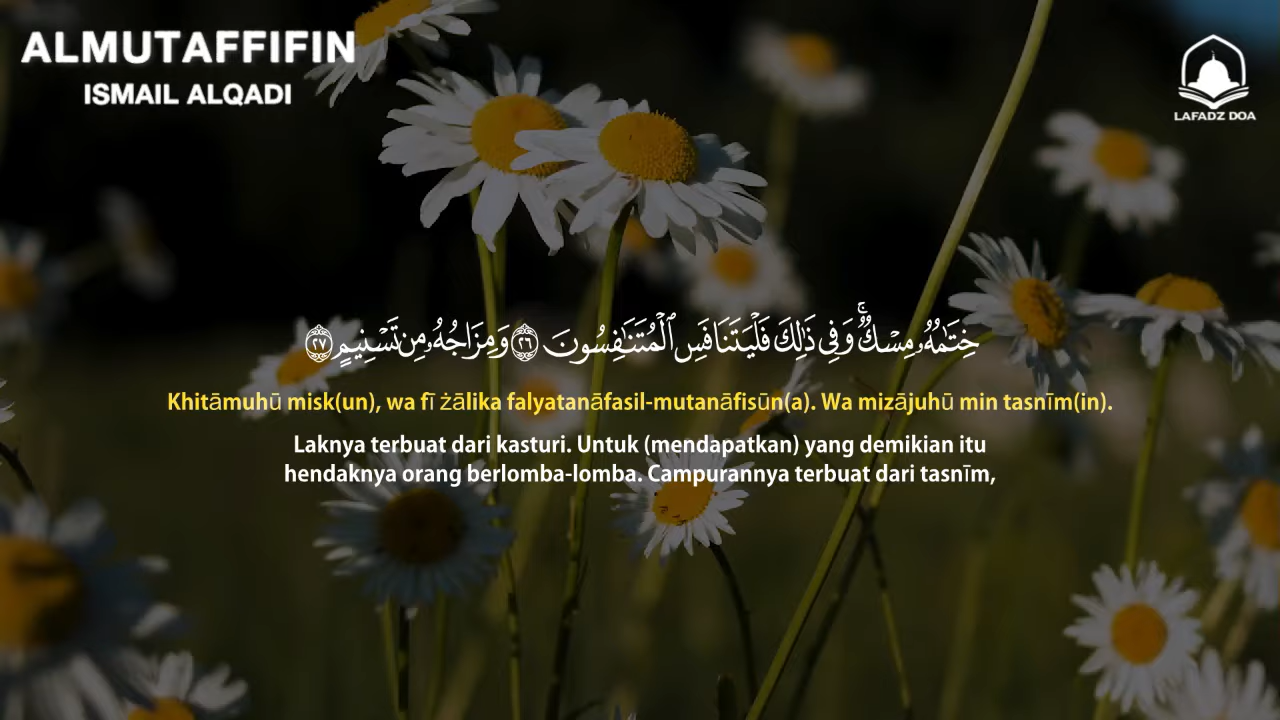 ALMUTAFFIFIN
ISMAIL ALQADI
LAFADZ DOA
خِتَٰمُهُۥ مِسْكٌۭ ۚ وَفِى ذَٰلِكَ فَلْيَتَنَافَسِ ٱلْمُتَنَٰفِسُونَ ٢٦ وَمِزَاجُهُۥ مِن تَسْنِيمٍ ٢٧
Khitāmuhū misk(un), wa fī żālika falyatanāfasil-mutanāfisūn(a). Wa mizājuhū min tasnīm(in).
Laknya terbuat dari kasturi. Untuk (mendapatkan) yang demikian itu
hendaknya orang berlomba-lomba. Campurannya terbuat dari tasnīm,